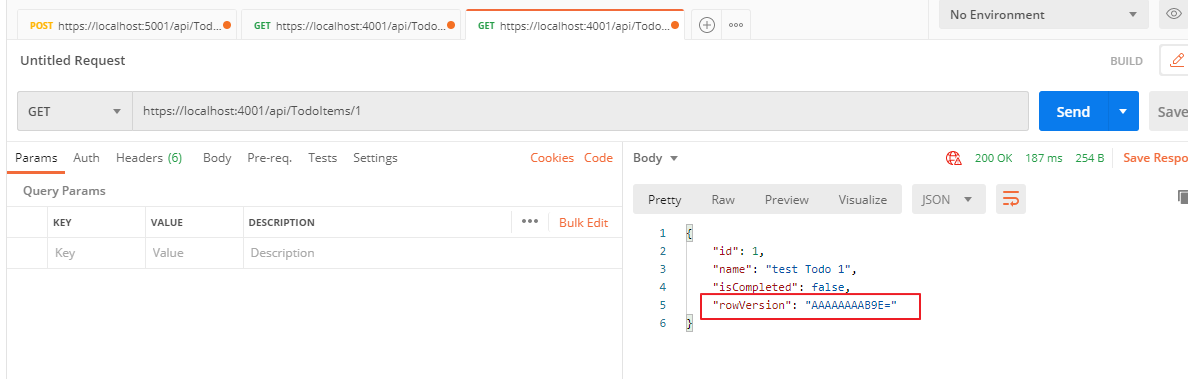 POST https://localhost:5001/api/Tod... GET https://localhost:4001/api/Todo... GET https://localhost:4001/api/Todo... No Environment
Untitled Request BUILD
GET https://localhost:4001/api/TodoItems/1 Send Save
Params Auth Headers (6) Body Pre-req. Tests Settings Cookies Code
Body 200 OK 187 ms 254 B Save Respo
Query Params
Pretty Raw Preview Visualize JSON
KEY VALUE DESCRIPTION ••• Bulk Edit
Key Value Description
1 {
2 "id": 1,
3 "name": "test Todo 1",
4 "isCompleted": false,
5 "rowVersion": "AAAAAAAAB9E="
6 }